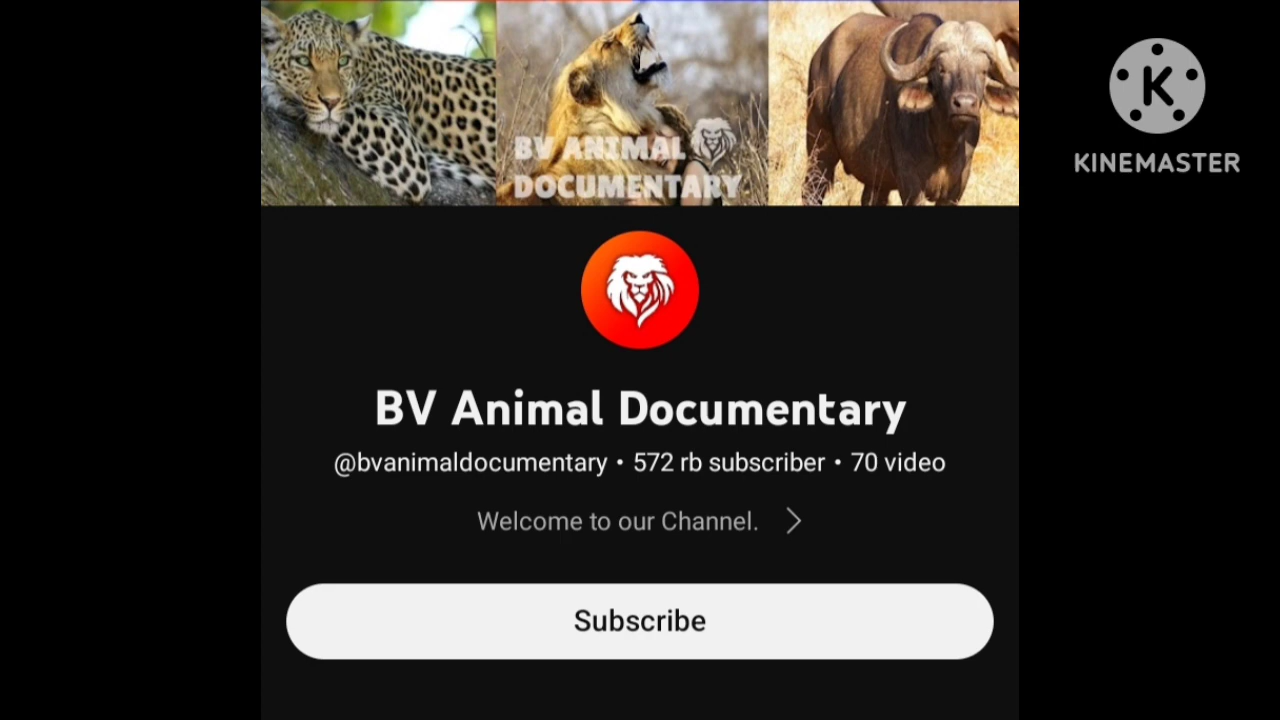 BV ANIMAL
DOCUMENTARY
K
KINEMASTER
BV Animal Documentary
@bvanimaldocumentary • 572 rb subscriber • 70 video
Welcome to our Channel.
Subscribe